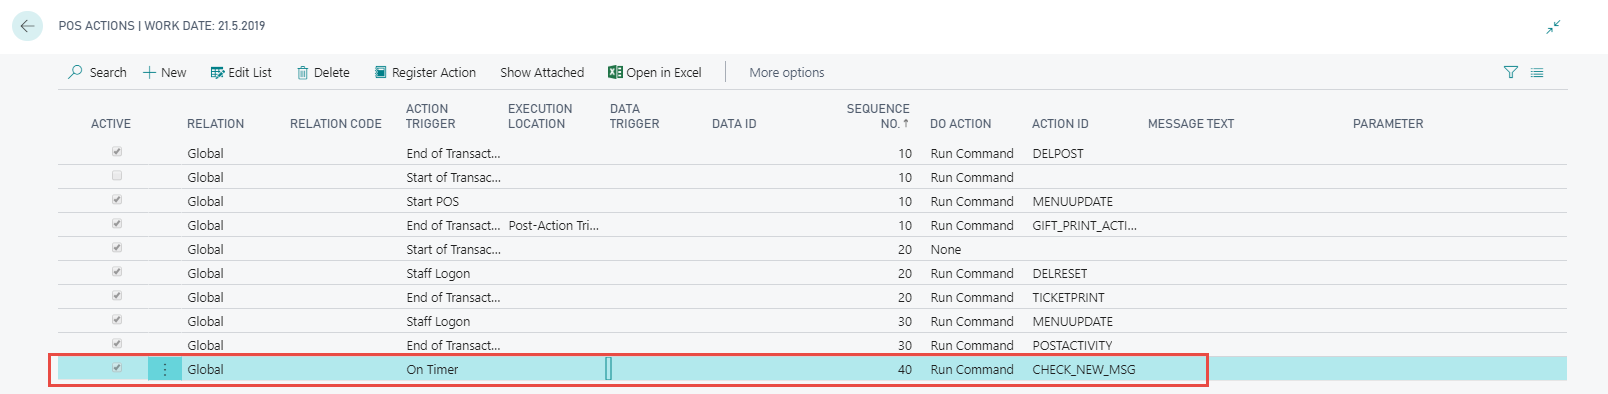 POS ACTIONS | WORK DATE: 21.5.2019
Search New Edit List Delete Register Action Show Attached Open in Excel More options
ACTIVE RELATION RELATION CODE ACTION TRIGGER EXECUTION LOCATION DATA TRIGGER DATA ID SEQUENCE NO. ↑ DO ACTION ACTION ID MESSAGE TEXT PARAMETER
Global End of Transact... 10 Run Command DELPOST
Global Start of Transac... 10 Run Command
Global Start POS 10 Run Command MENUUPDATE
Global End of Transact... Post-Action Tri... 10 Run Command GIFT_PRINT_ACTI...
Global Start of Transac... 20 None
Global Staff Logon 20 Run Command DELRESET
Global End of Transact... 20 Run Command TICKETPRINT
Global Staff Logon 30 Run Command MENUUPDATE
Global End of Transact... 30 Run Command POSTACTIVITY
Global On Timer 40 Run Command CHECK_NEW_MSG